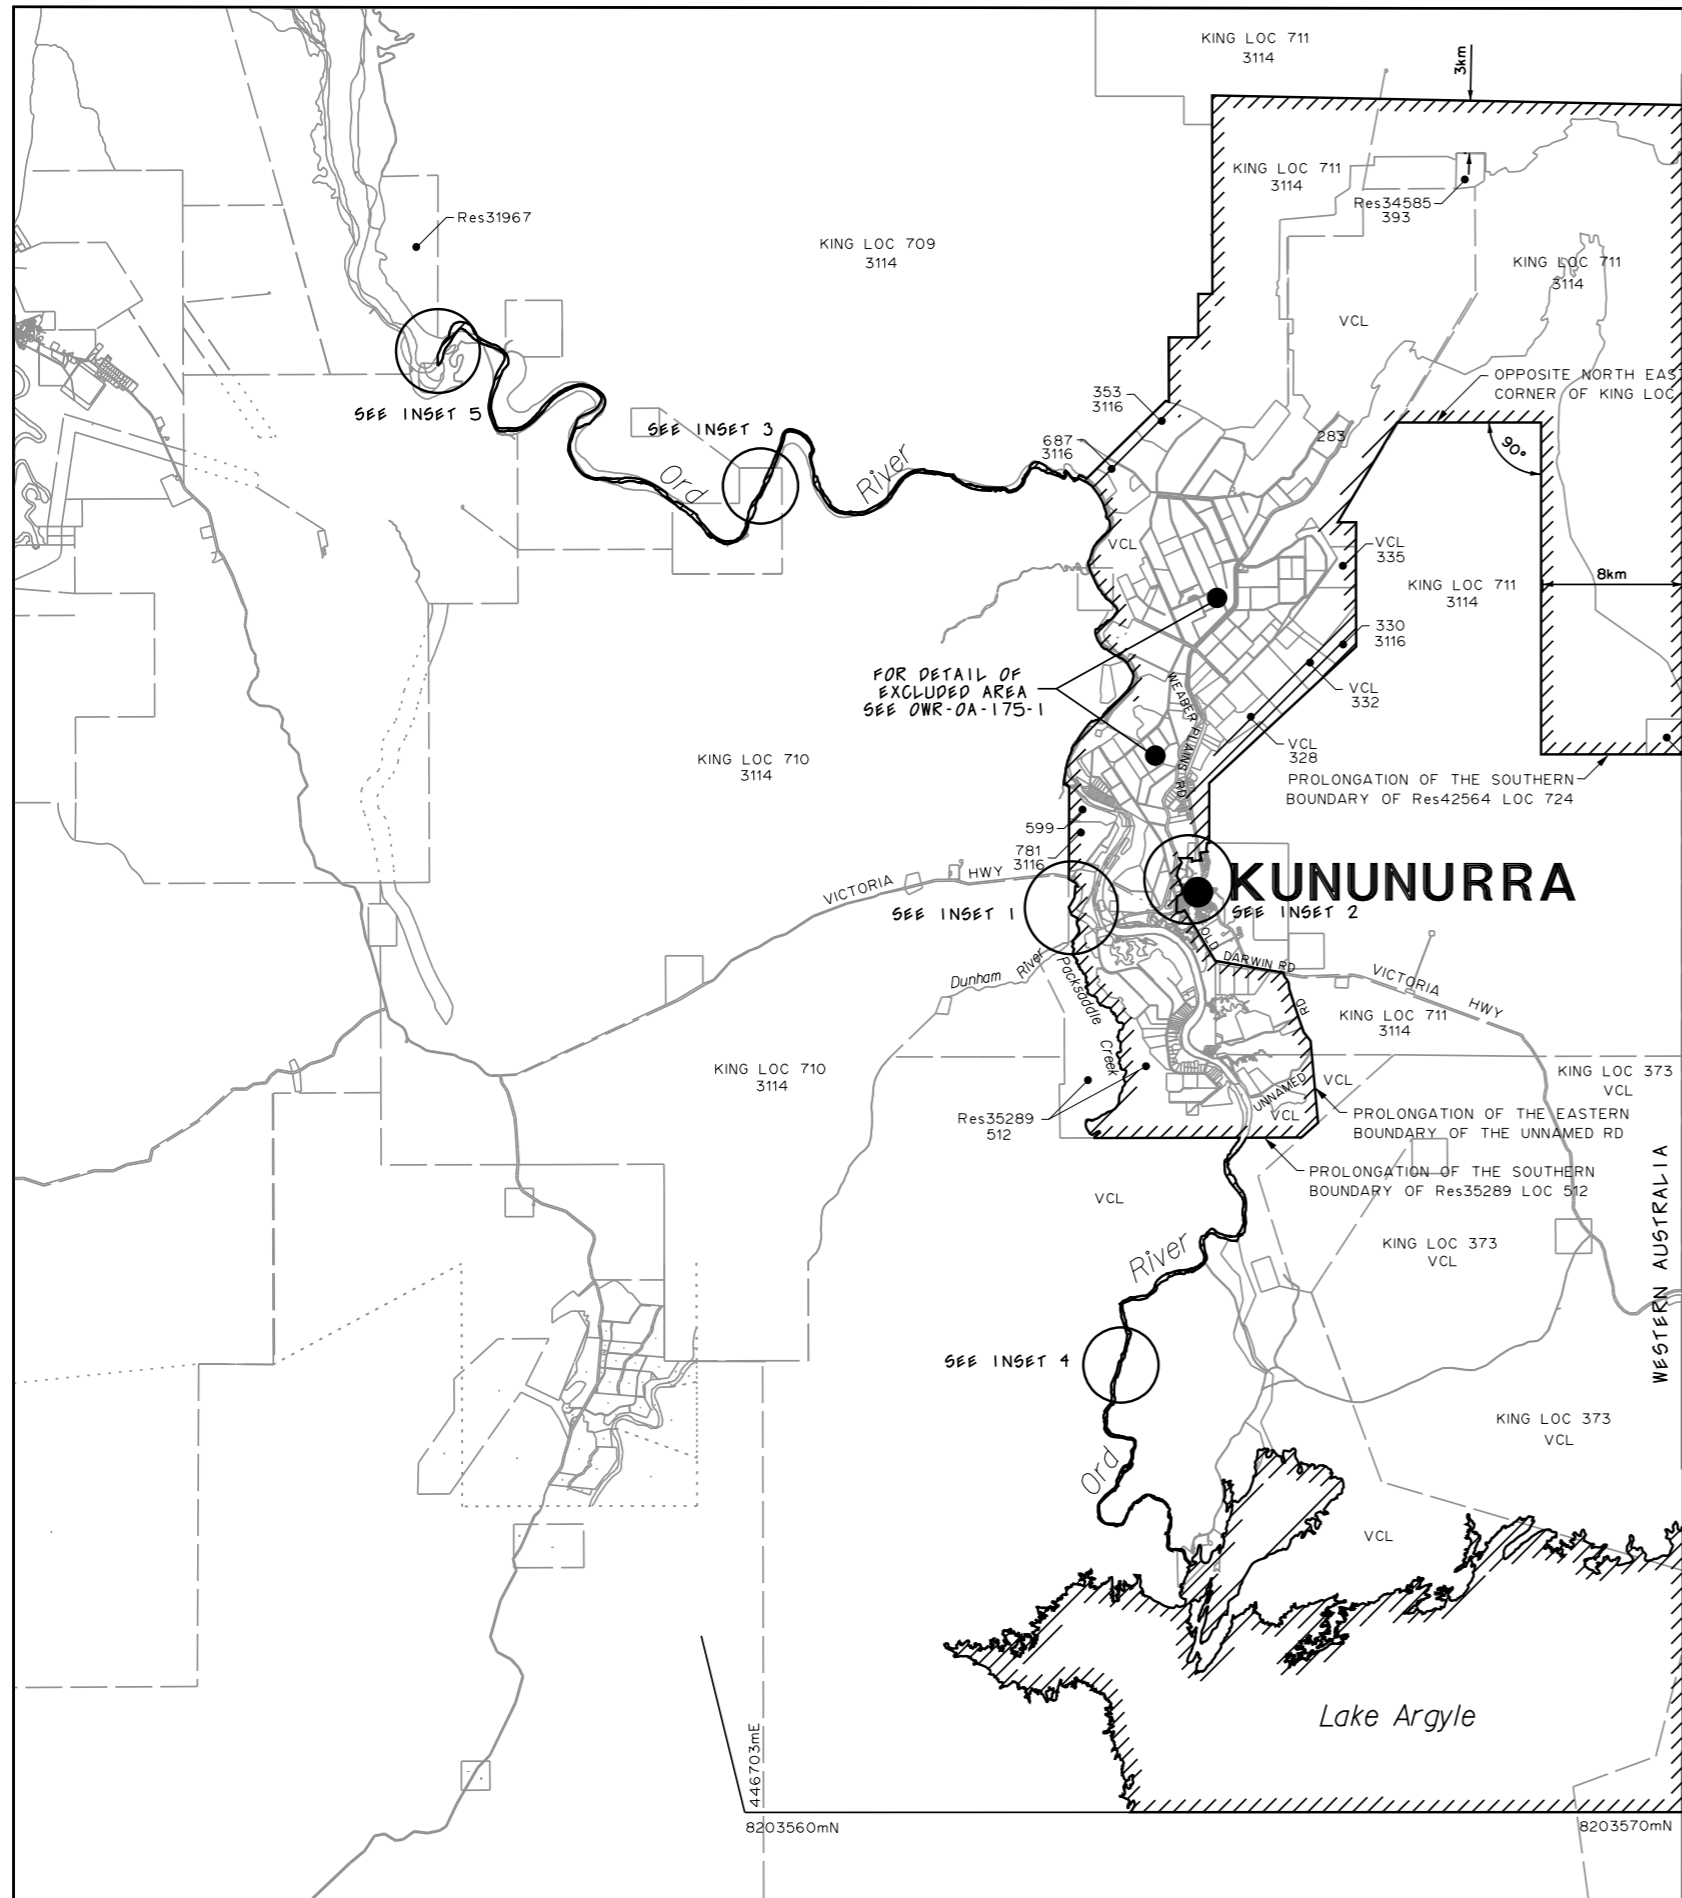 KING LOC 711
3114
3km
KING LOC 711
3114
Res34585
393
Res31967
KING LOC 709
3114
KING LOC 711
3114
VCL
OPPOSITE NORTH EAS
CORNER OF KING LOC
SEE INSET 5
353
3116
SEE INSET 3
687
3116
283
90°
Ord
River
VCL
VCL
335
KING LOC 711
3114
8km
330
3116
FOR DETAIL OF
EXCLUDED AREA
SEE OWR-OA-175-1
WEABER PLAINS RD
VCL
332
VCL
328
KING LOC 710
3114
PROLONGATION OF THE SOUTHERN
BOUNDARY OF Res42564 LOC 724
599
781
3116
VICTORIA
HWY
KUNUNURRA
SEE INSET 1
SEE INSET 2
OLD
DARWIN RD
Dunham
River
Packsaddle
Creek
VICTORIA
HWY
RD
KING LOC 711
3114
KING LOC 710
3114
UNNAMED
VCL
VCL
KING LOC 373
VCL
Res35289
512
PROLONGATION OF THE EASTERN
BOUNDARY OF THE UNNAMED RD
PROLONGATION OF THE SOUTHERN
BOUNDARY OF Res35289 LOC 512
VCL
WESTERN AUSTRALIA
River
KING LOC 373
VCL
SEE INSET 4
KING LOC 373
VCL
Ord
VCL
Lake Argyle
446703mE
8203560mN
8203570mN